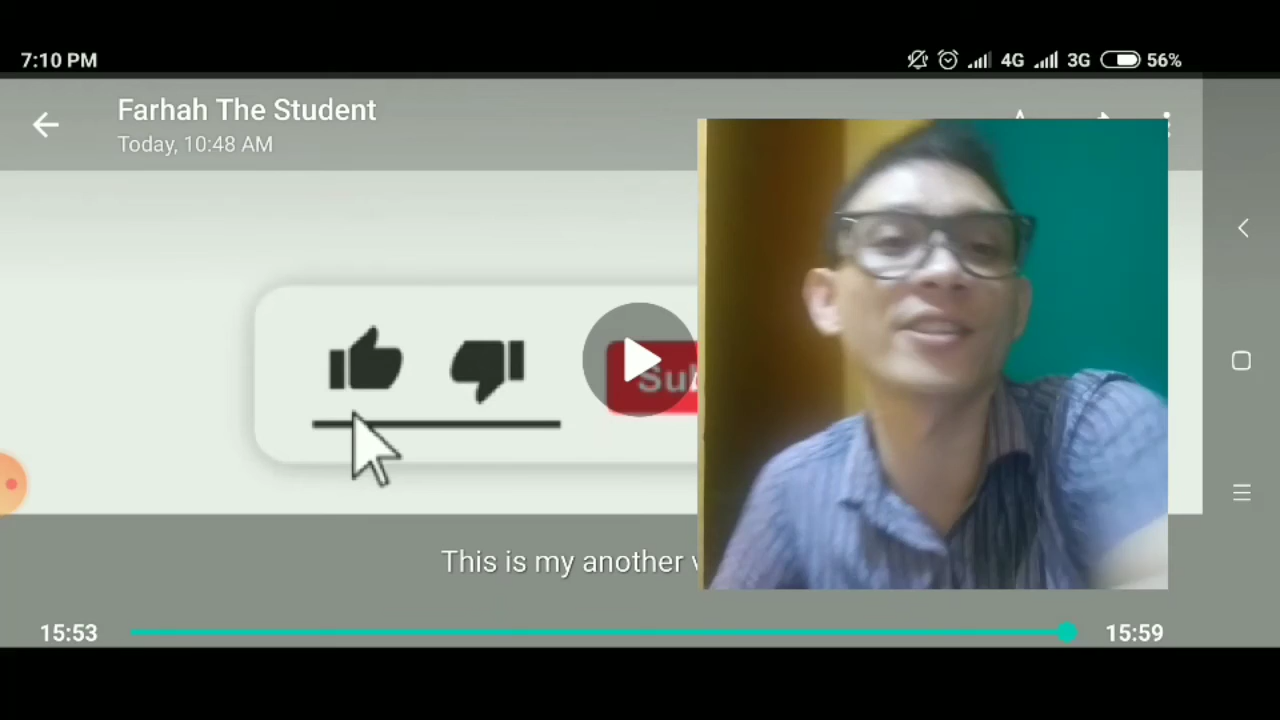 7:10 PM
4G 3G 56%
Farhah The Student
Today, 10:48 AM
Sub
This is my another
15:53
15:59